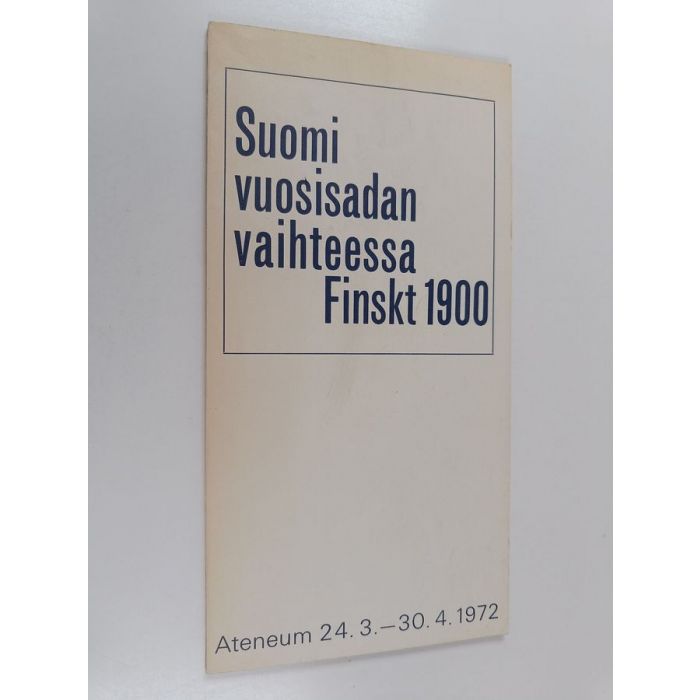 Suomi
vuosisadan
vaihteessa
Finskt 1900
Ateneum 24.3.–30.4.1972